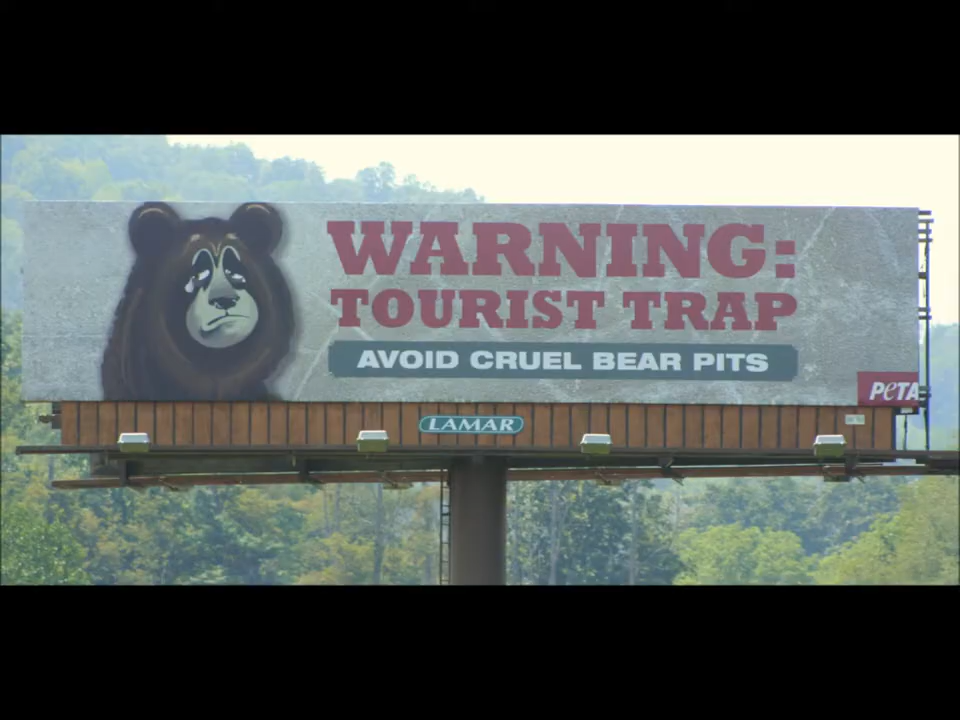 WARNING:
TOURIST TRAP
AVOID CRUEL BEAR PITS
PeTA
LAMAR